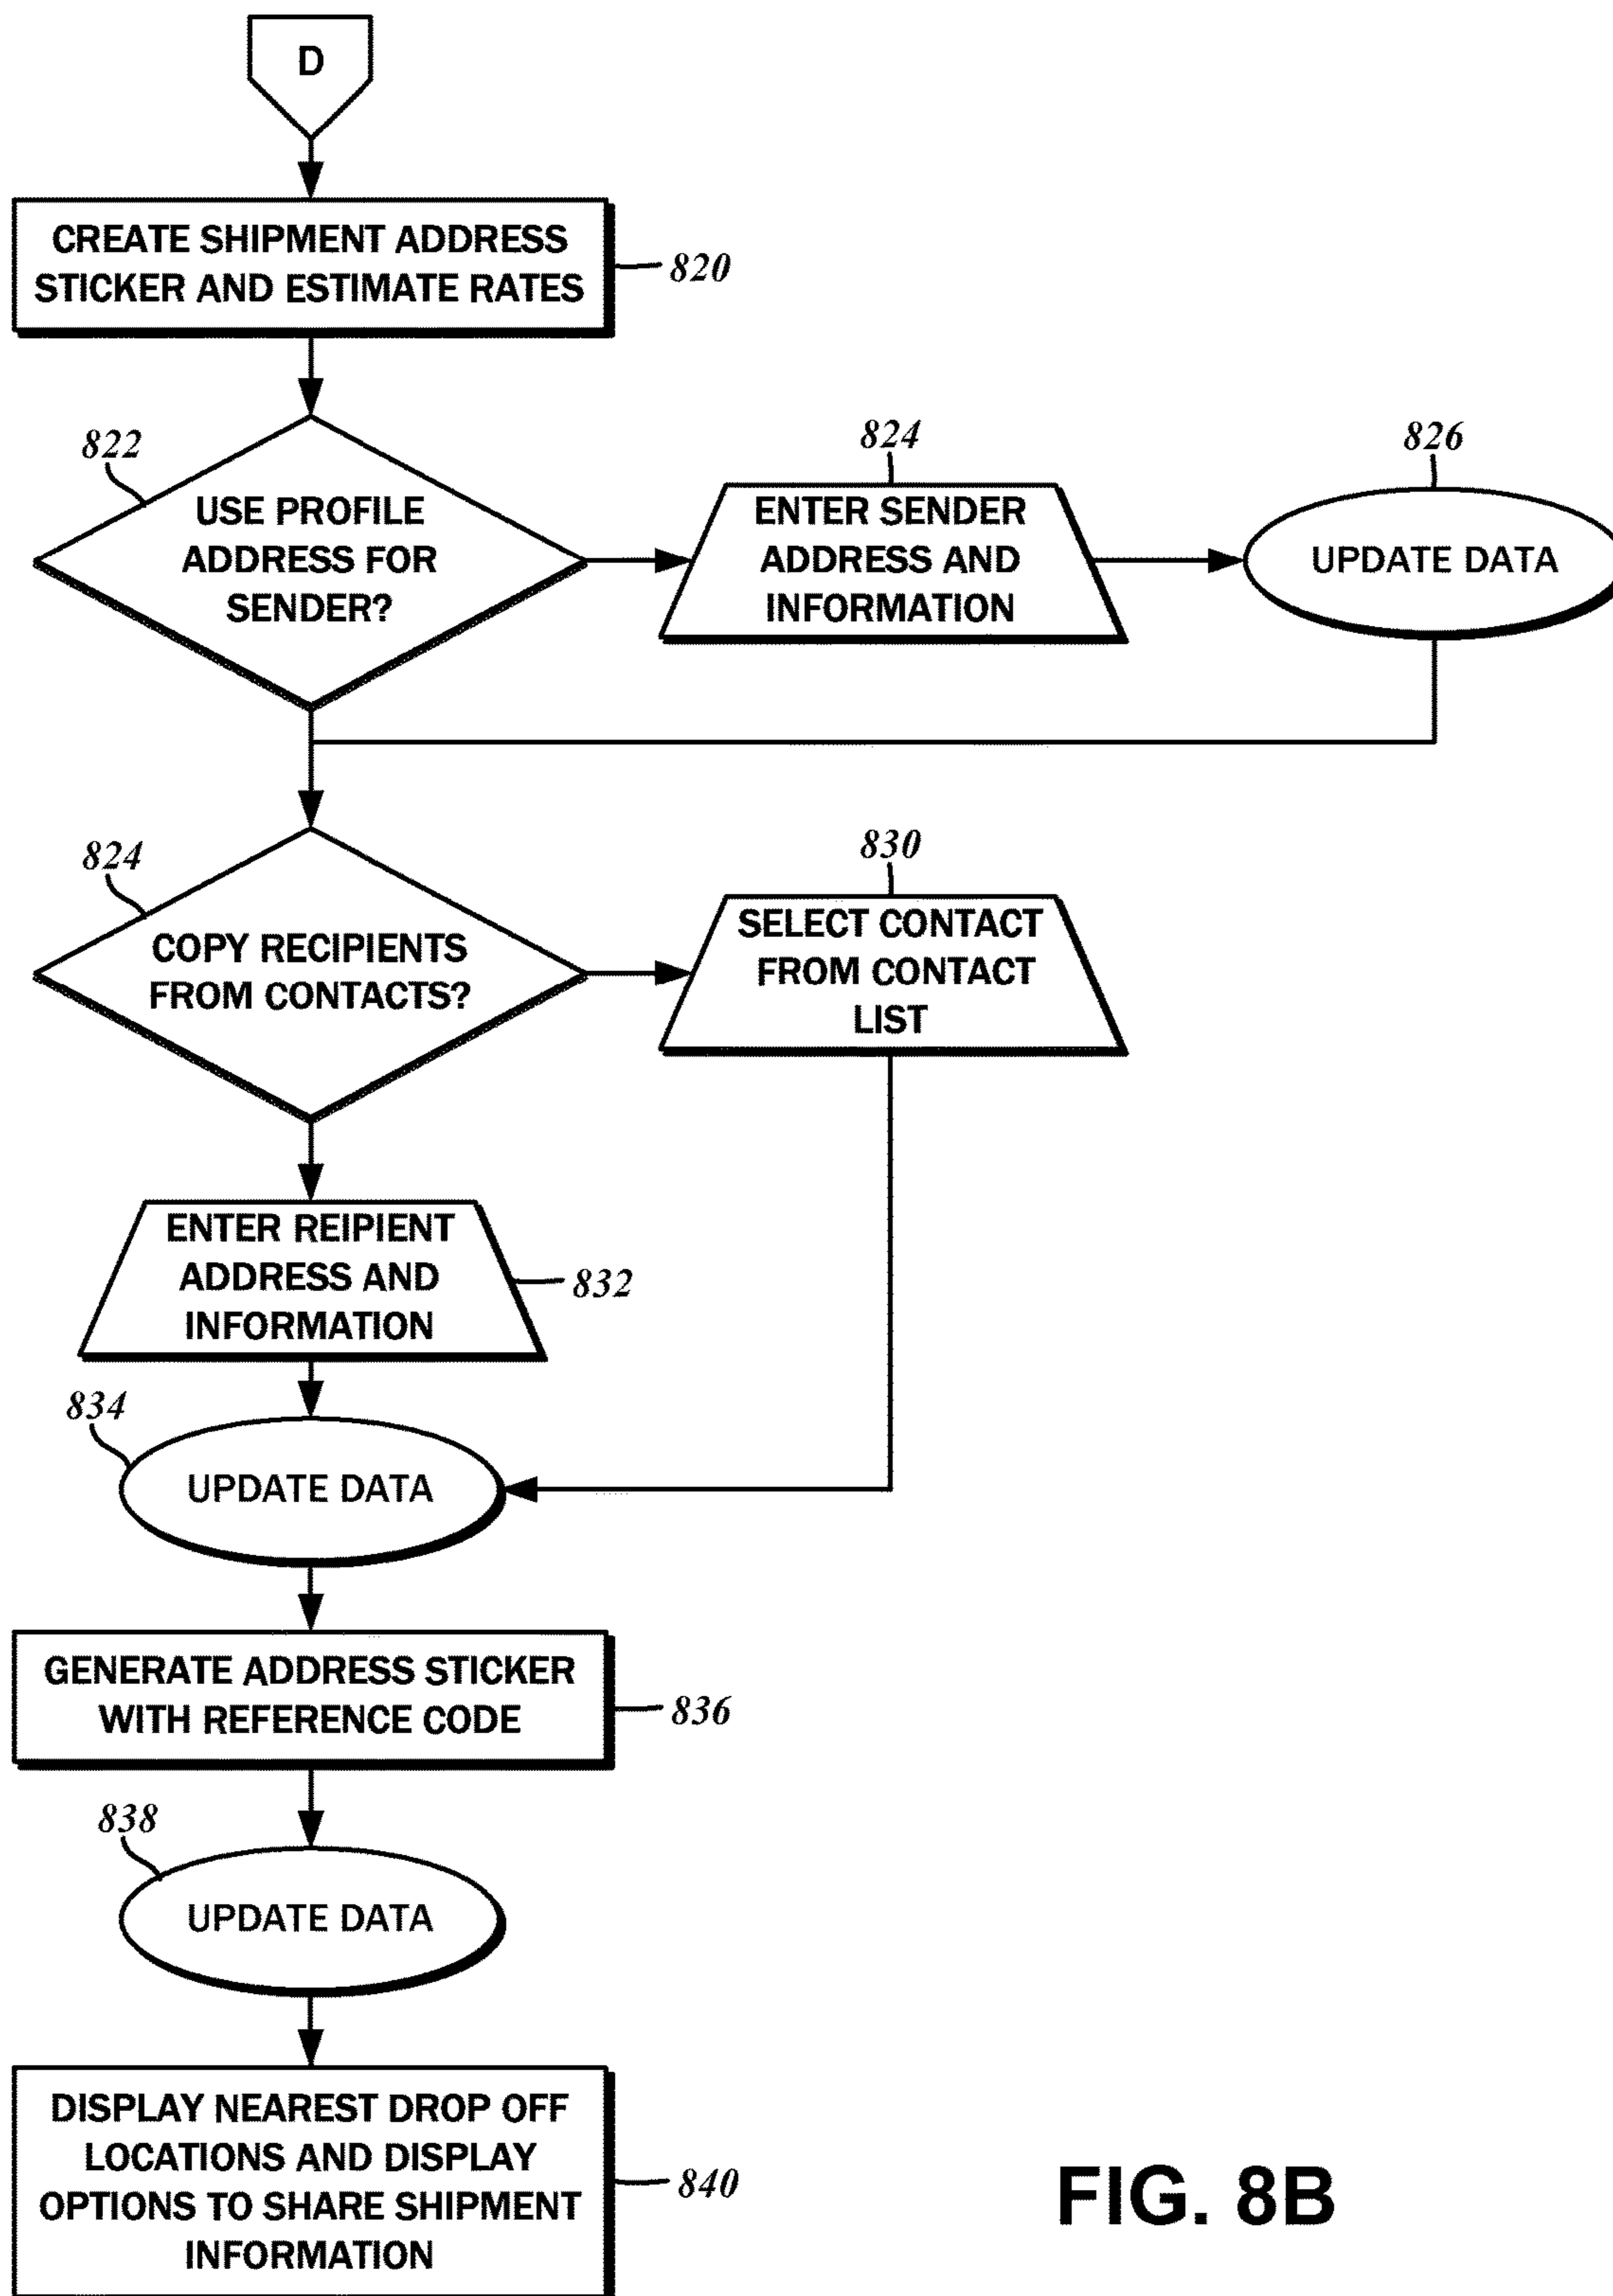 D
CREATE SHIPMENT ADDRESS
STICKER AND ESTIMATE RATES
820
822
USE PROFILE
ADDRESS FOR
SENDER?
824
ENTER SENDER
ADDRESS AND
INFORMATION
826
UPDATE DATA
824
COPY RECIPIENTS
FROM CONTACTS?
830
SELECT CONTACT
FROM CONTACT
LIST
ENTER REIPIENT
ADDRESS AND
INFORMATION
832
834
UPDATE DATA
GENERATE ADDRESS STICKER
WITH REFERENCE CODE
836
838
UPDATE DATA
DISPLAY NEAREST DROP OFF
LOCATIONS AND DISPLAY
OPTIONS TO SHARE SHIPMENT
INFORMATION
840
FIG. 8B